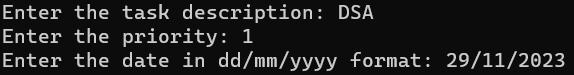 Enter the task description: DSA
Enter the priority: 1
Enter the date in dd/mm/yyyy format: 29/11/2023